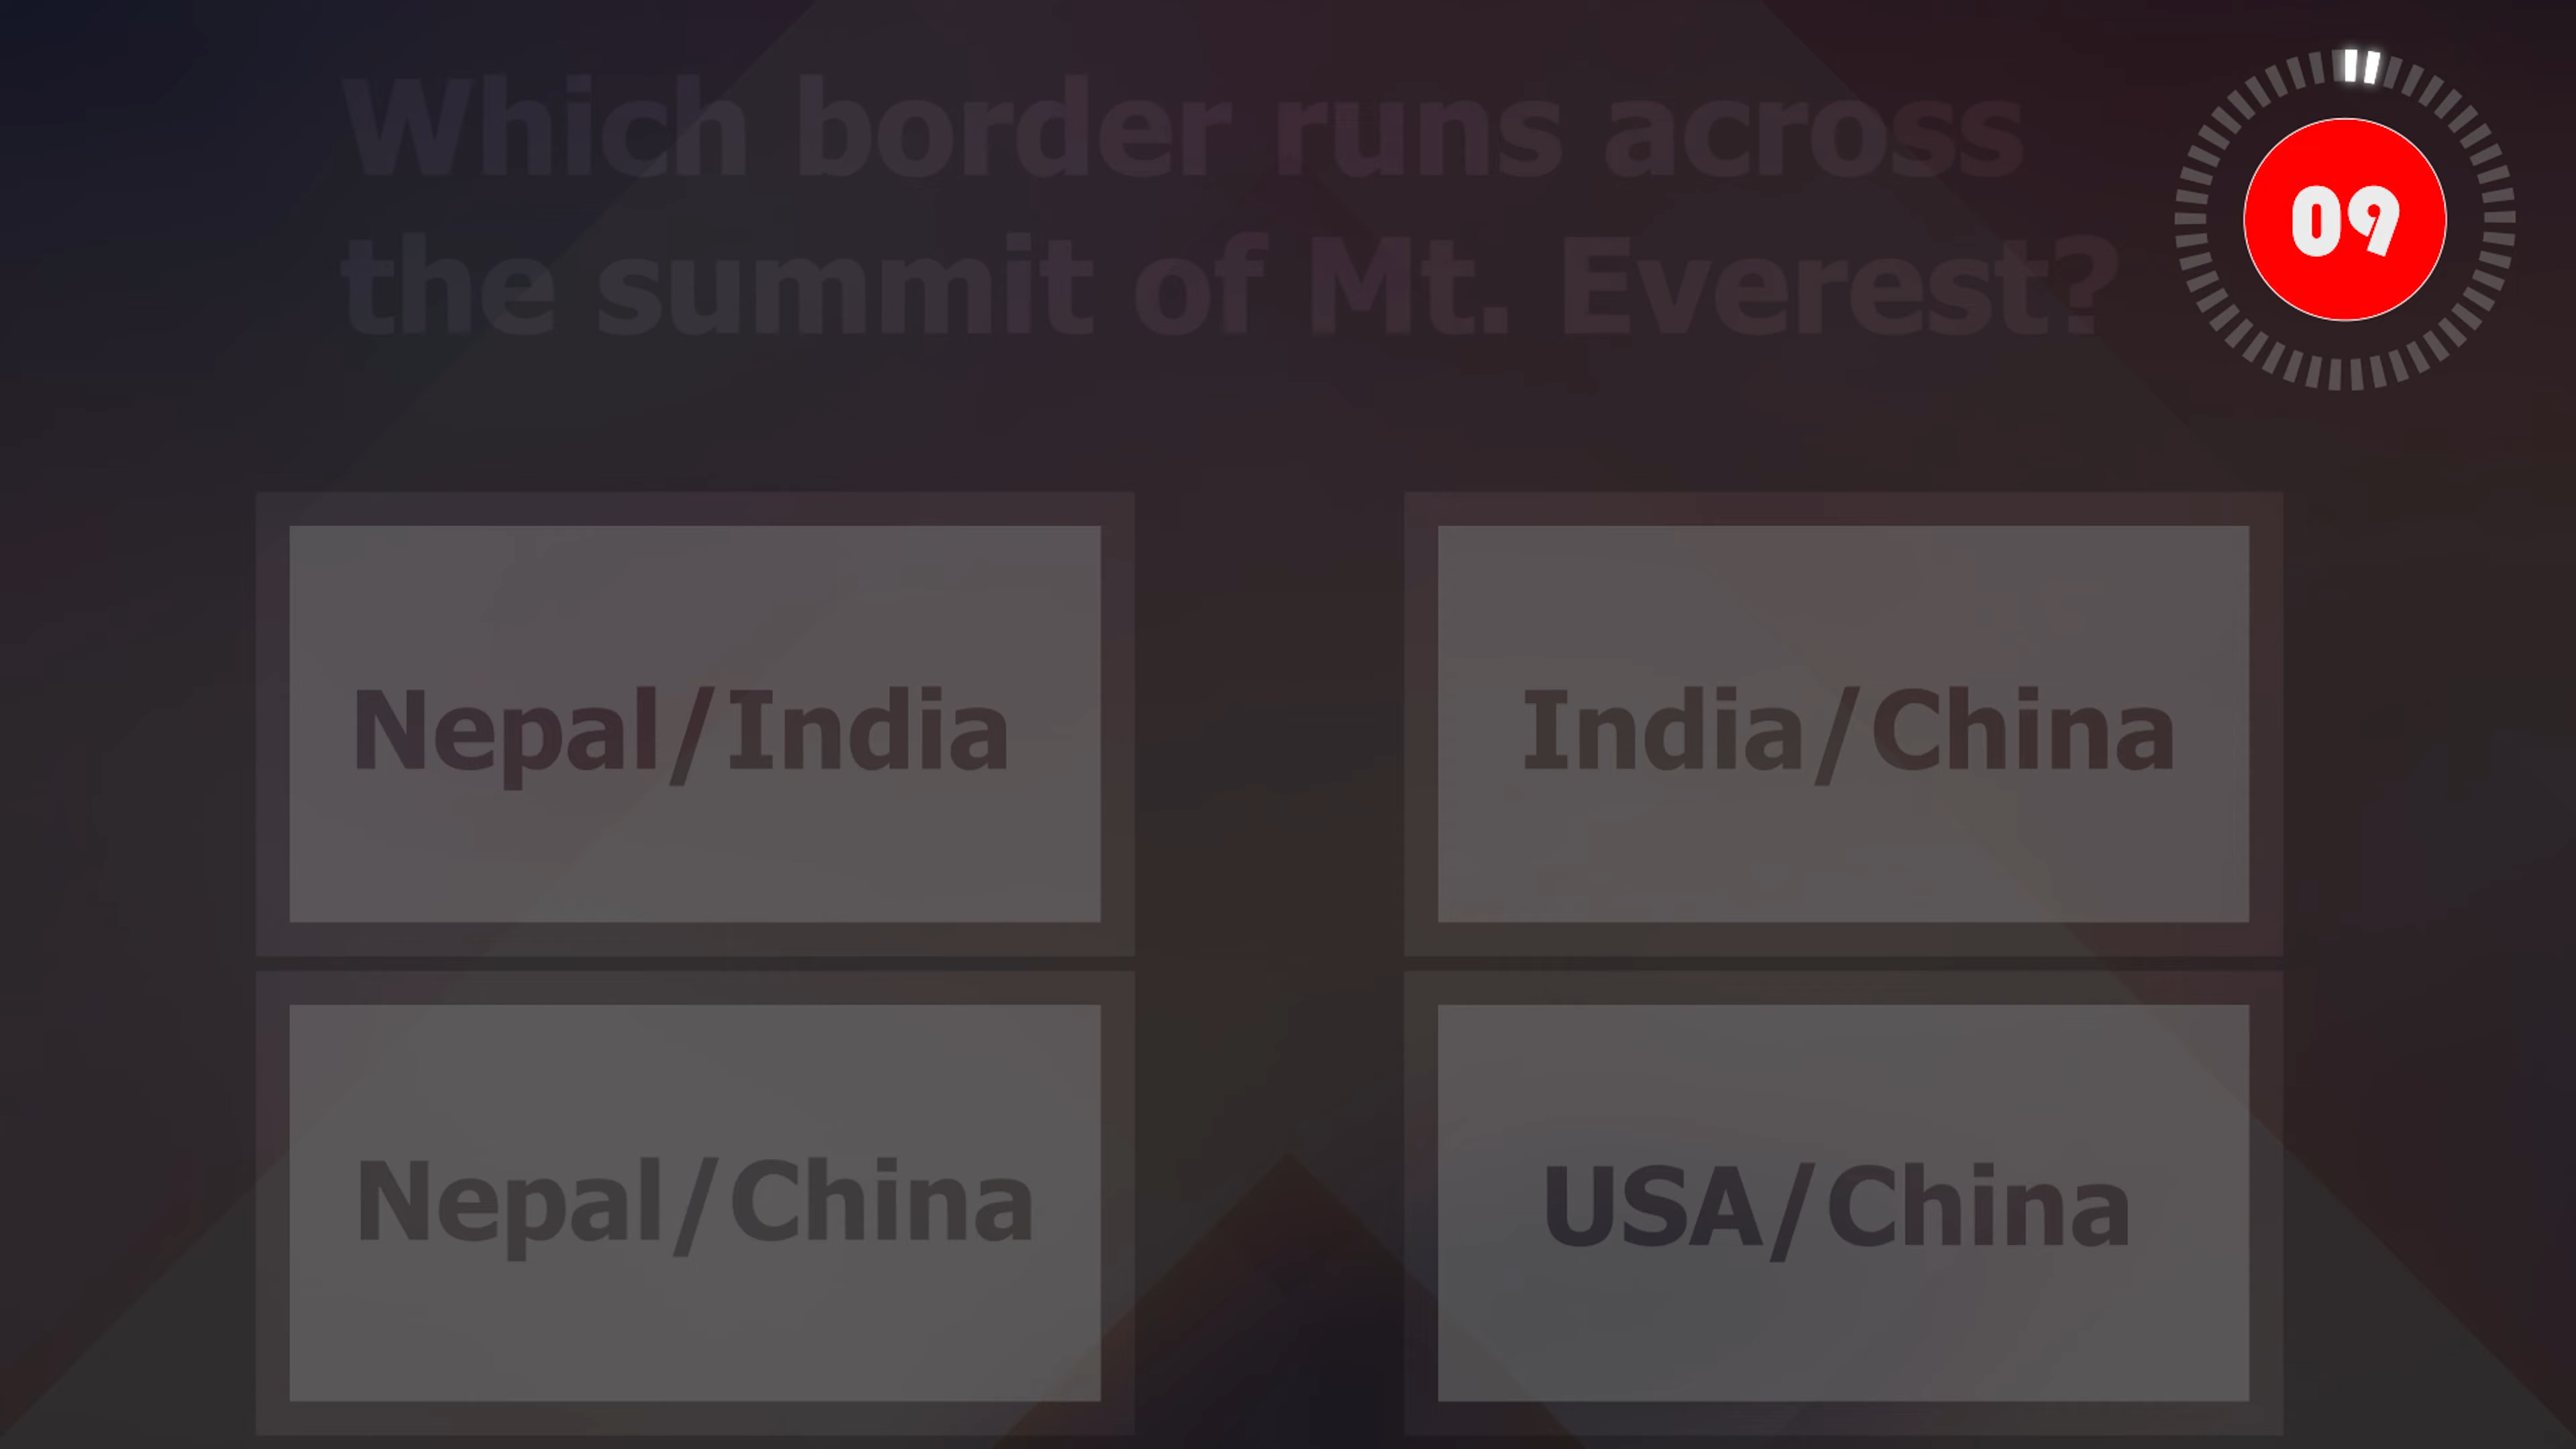 Which border runs across
the summit of Mt. Everest?
09
Nepal/India
India/China
Nepal/China
USA/China